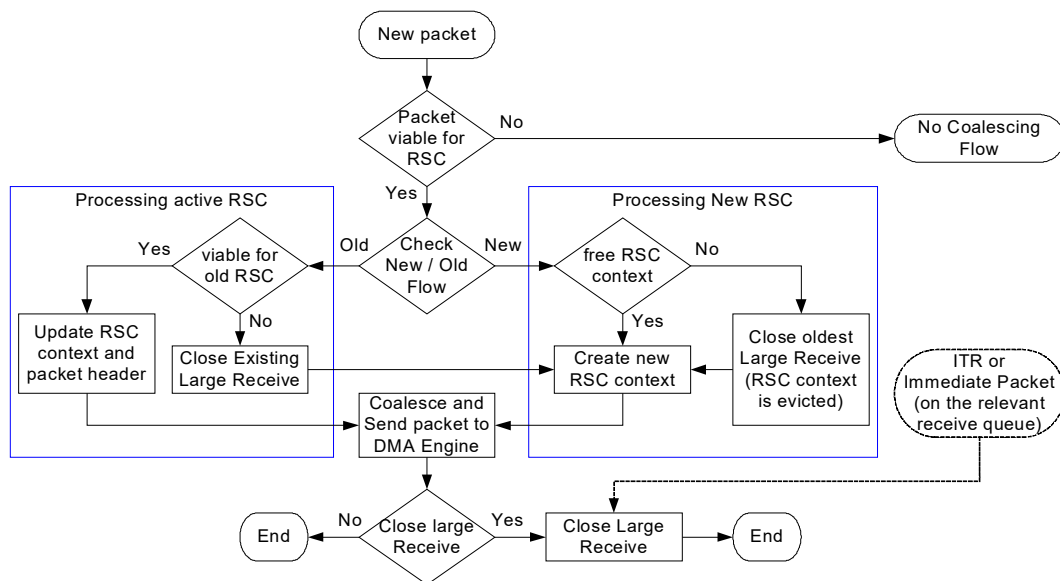 New packet
Packet
viable for
RSC
No
No Coalescing
Flow
Yes
Processing active RSC
Processing New RSC
Yes
viable for
old RSC
Old
Check
New / Old
Flow
New
free RSC
context
No
No
Yes
Update RSC
context and
packet header
Close Existing
Large Receive
Create new
RSC context
Close oldest
Large Receive
(RSC context
is evicted)
ITR or
Immediate Packet
(on the relevant
receive queue)
Coalesce and
Send packet to
DMA Engine
End
No
Close large
Receive
Yes
Close Large
Receive
End